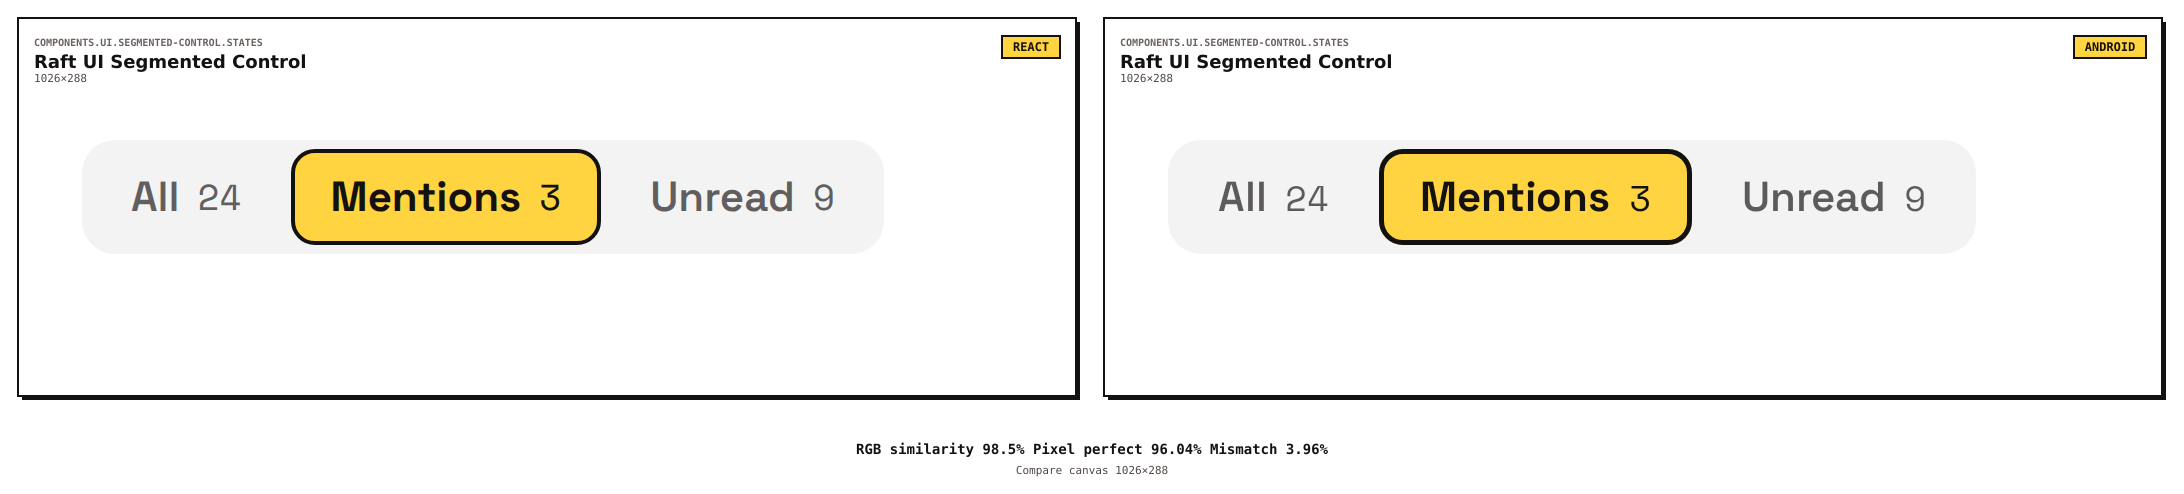 COMPONENTS.UI.SEGMENTED-CONTROL.STATES
Raft UI Segmented Control
1026×288
REACT
All 24 Mentions 3 Unread 9
COMPONENTS.UI.SEGMENTED-CONTROL.STATES
Raft UI Segmented Control
1026×288
ANDROID
All 24 Mentions 3 Unread 9
RGB similarity 98.5% Pixel perfect 96.04% Mismatch 3.96%
Compare canvas 1026×288